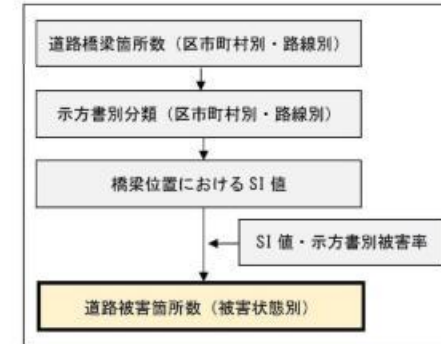 道路橋梁箇所数（区市町村別・路線別）
示方書別分類（区市町村別・路線別）
橋梁位置における SI 値
SI 値・示方書別被害率
道路被害箇所数（被害状態別）